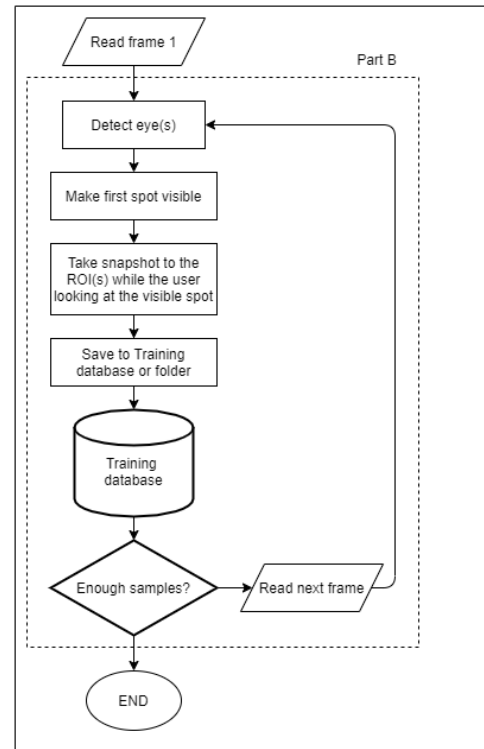 Read frame 1
Part B
Detect eye(s)
Make first spot visible
Take snapshot to the
ROI(s) while the user
looking at the visible spot
Save to Training
database or folder
Training
database
Enough samples?
Read next frame
END